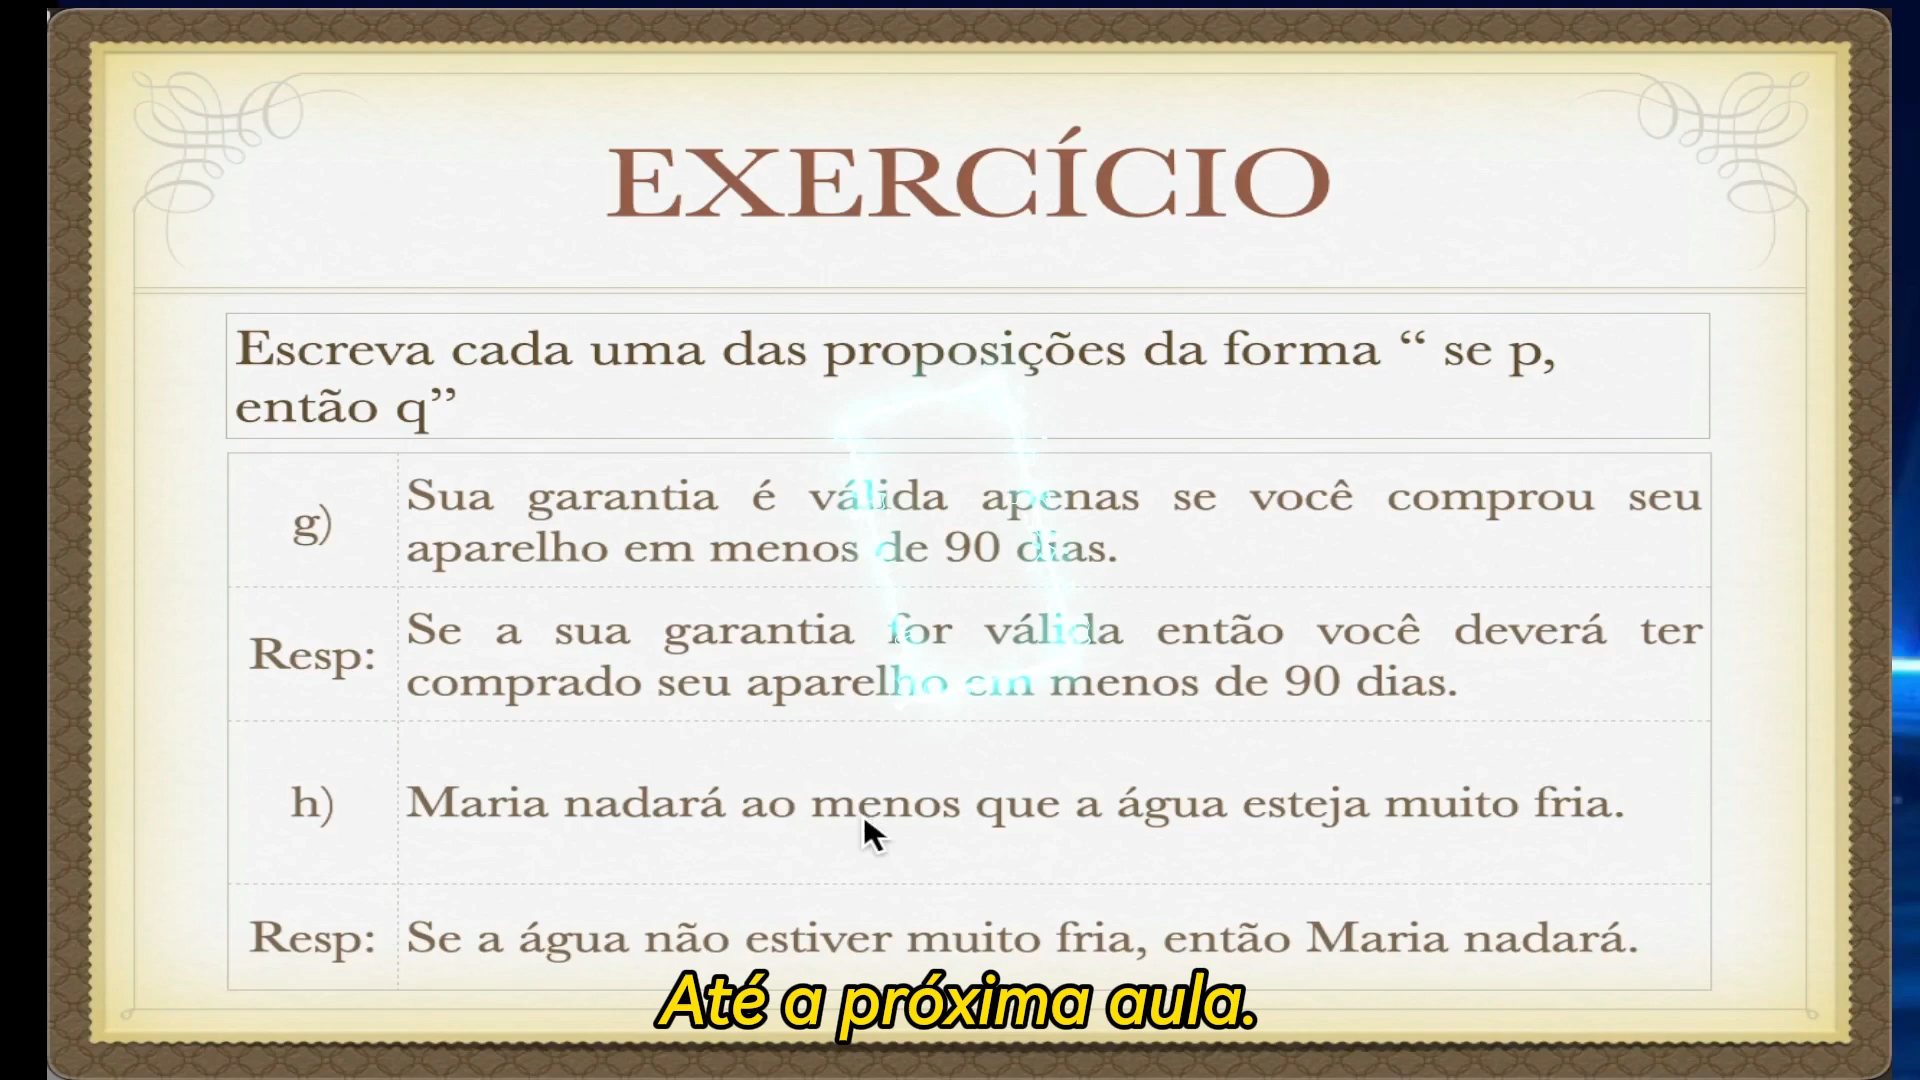 EXERCÍCIO
Escreva cada uma das proposições da forma “ se p,
então q”
g)
Sua garantia é válida apenas se você comprou seu
aparelho em menos de 90 dias.
Resp:
Se a sua garantia for válida então você deverá ter
comprado seu aparelho em menos de 90 dias.
h)
Maria nadará ao menos que a água esteja muito fria.
Resp:
Se a água não estiver muito fria, então Maria nadará.
Até a próxima aula.